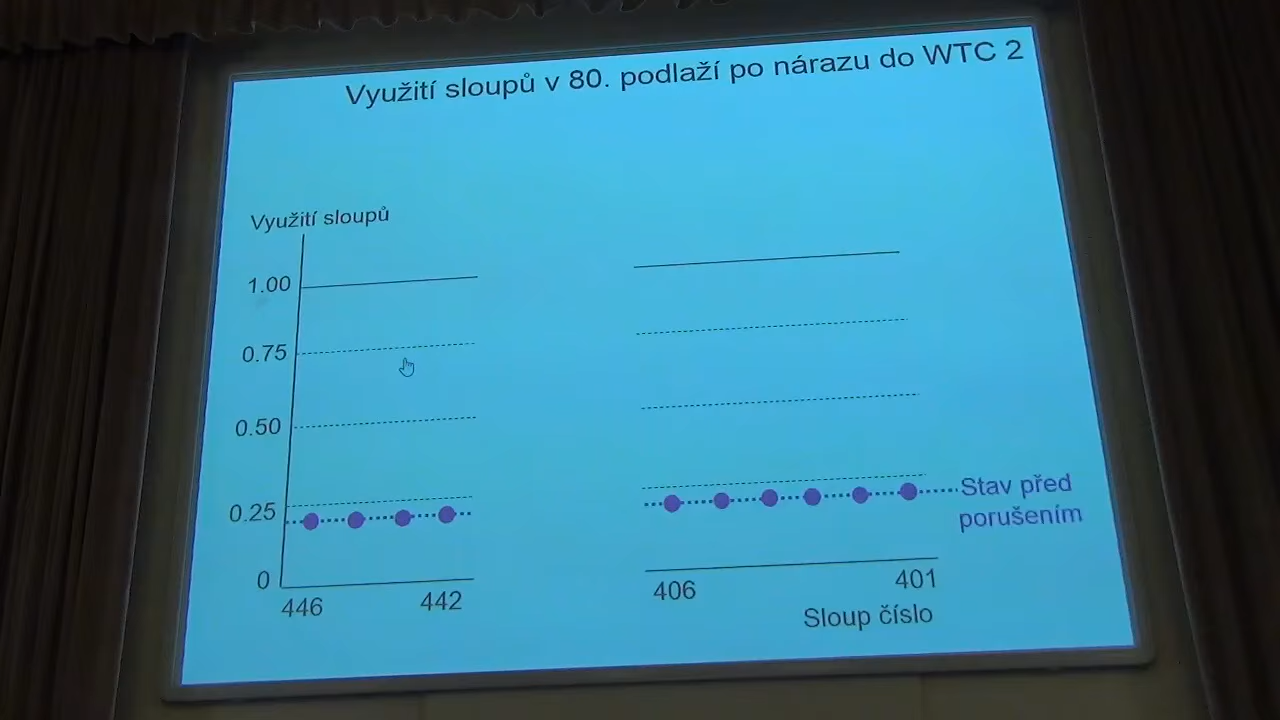 Využití sloupů v 80. podlaží po nárazu do WTC 2
Využití sloupů
1.00
0.75
0.50
0.25
0
446
442
406
401
Sloup číslo
Stav před
porušením